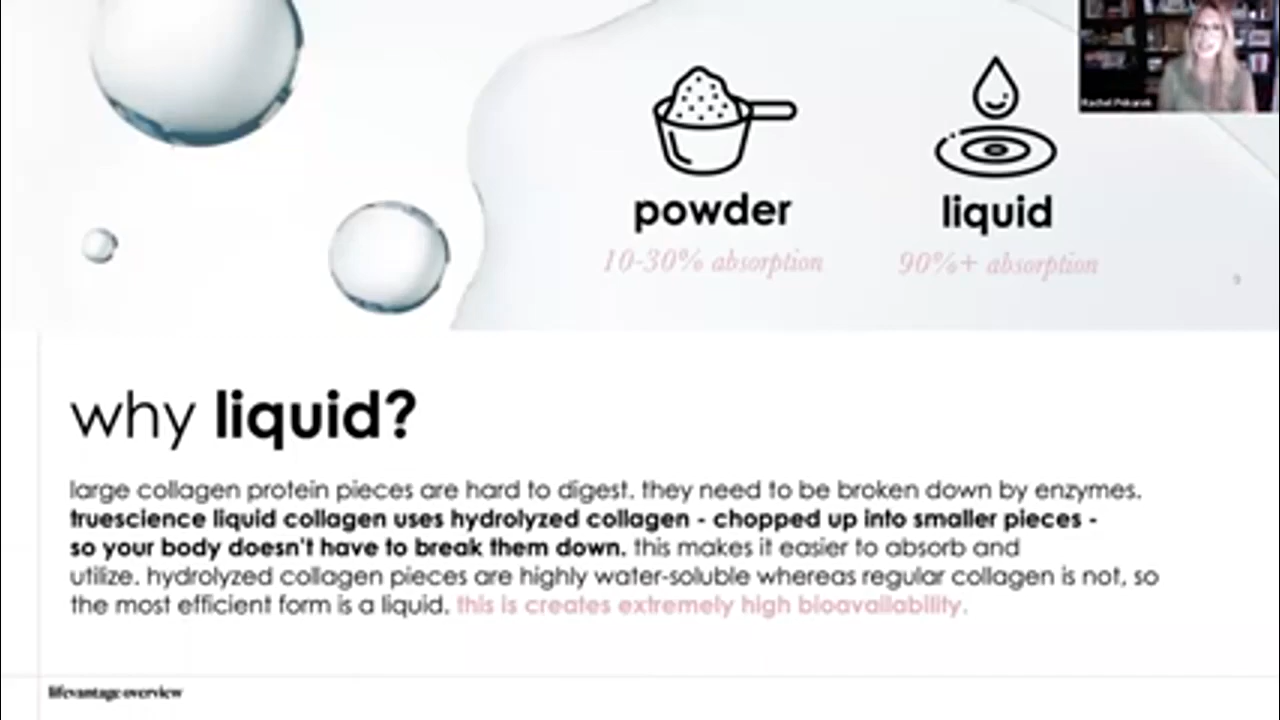 powder
liquid
10-30% absorption
90%+ absorption
9
why liquid?
large collagen protein pieces are hard to digest. they need to be broken down by enzymes.
truescience liquid collagen uses hydrolyzed collagen - chopped up into smaller pieces -
so your body doesn't have to break them down. this makes it easier to absorb and
utilize. hydrolyzed collagen pieces are highly water-soluble whereas regular collagen is not, so
the most efficient form is a liquid. this is creates extremely high bioavailability.
lifevantage overview